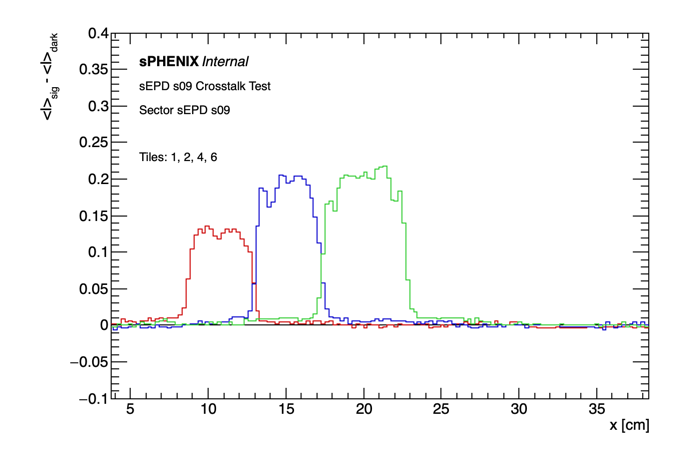 <I>sig - <I>dark
0.4
0.35
0.3
0.25
0.2
0.15
0.1
0.05
0
−0.05
−0.1
sPHENIX Internal
sEPD s09 Crosstalk Test
Sector sEPD s09
Tiles: 1, 2, 4, 6
5 10 15 20 25 30 35
x [cm]